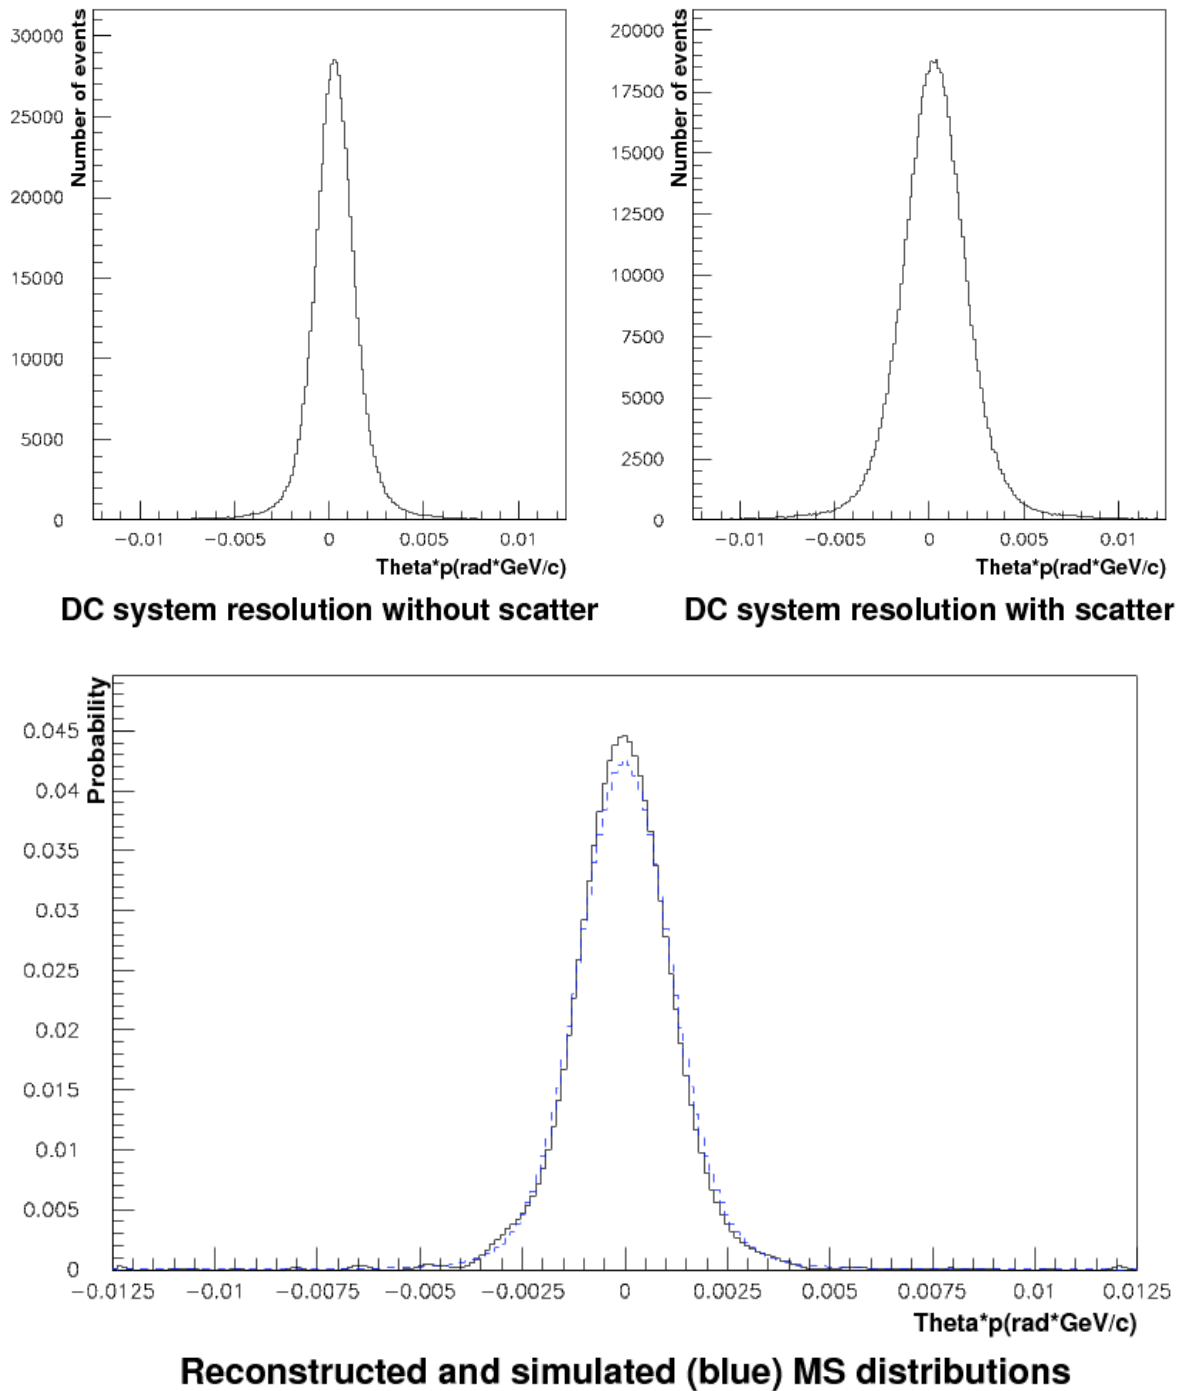 Number of events
30000
25000
20000
15000
10000
5000
0
−0.01 −0.005 0 0.005 0.01
Theta*p(rad*GeV/c)
DC system resolution without scatter
Number of events
20000
17500
15000
12500
10000
7500
5000
2500
0
−0.01 −0.005 0 0.005 0.01
Theta*p(rad*GeV/c)
DC system resolution with scatter
Probability
0.045
0.04
0.035
0.03
0.025
0.02
0.015
0.01
0.005
0
−0.0125 −0.01 −0.0075 −0.005 −0.0025 0 0.0025 0.005 0.0075 0.01 0.0125
Theta*p(rad*GeV/c)
Reconstructed and simulated (blue) MS distributions